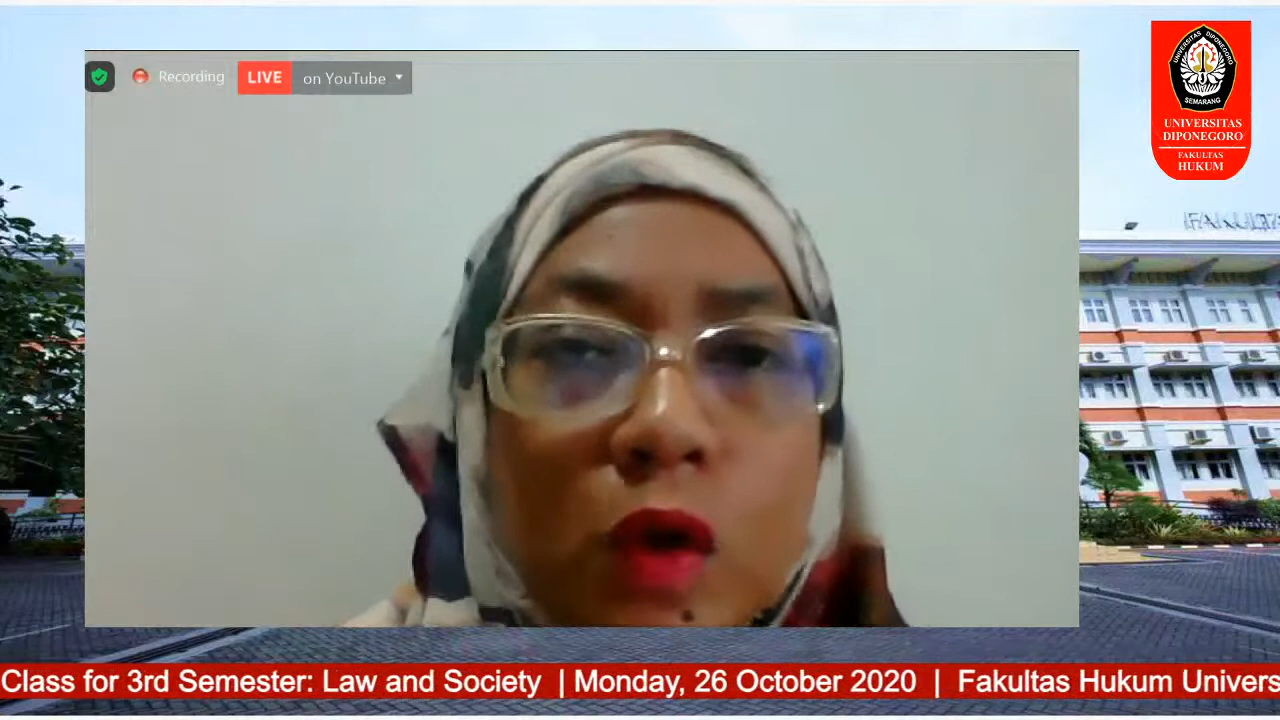 Recording
LIVE
on YouTube
UNIVERSITAS DIPONEGORO
SEMARANG
UNIVERSITAS
DIPONEGORO
FAKULTAS
HUKUM
Class for 3rd Semester: Law and Society | Monday, 26 October 2020 | Fakultas Hukum Univers